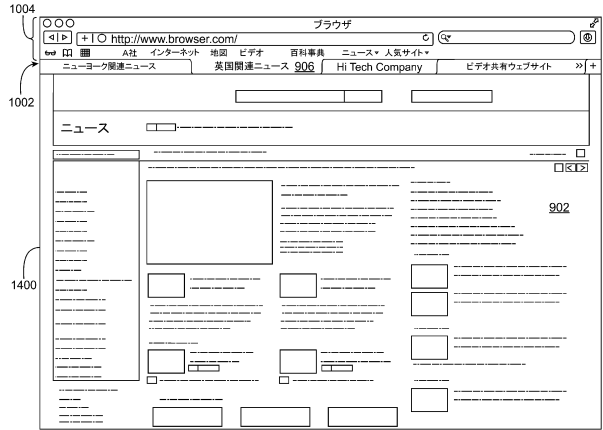 1004
ブラウザ
http://www.browser.com/
A社 インターネット 地図 ビデオ 百科事典 ニュース▾ 人気サイト▾
ニューヨーク関連ニュース 英国関連ニュース 906 Hi Tech Company ビデオ共有ウェブサイト >> +
1002
ニュース
< >
902
1400